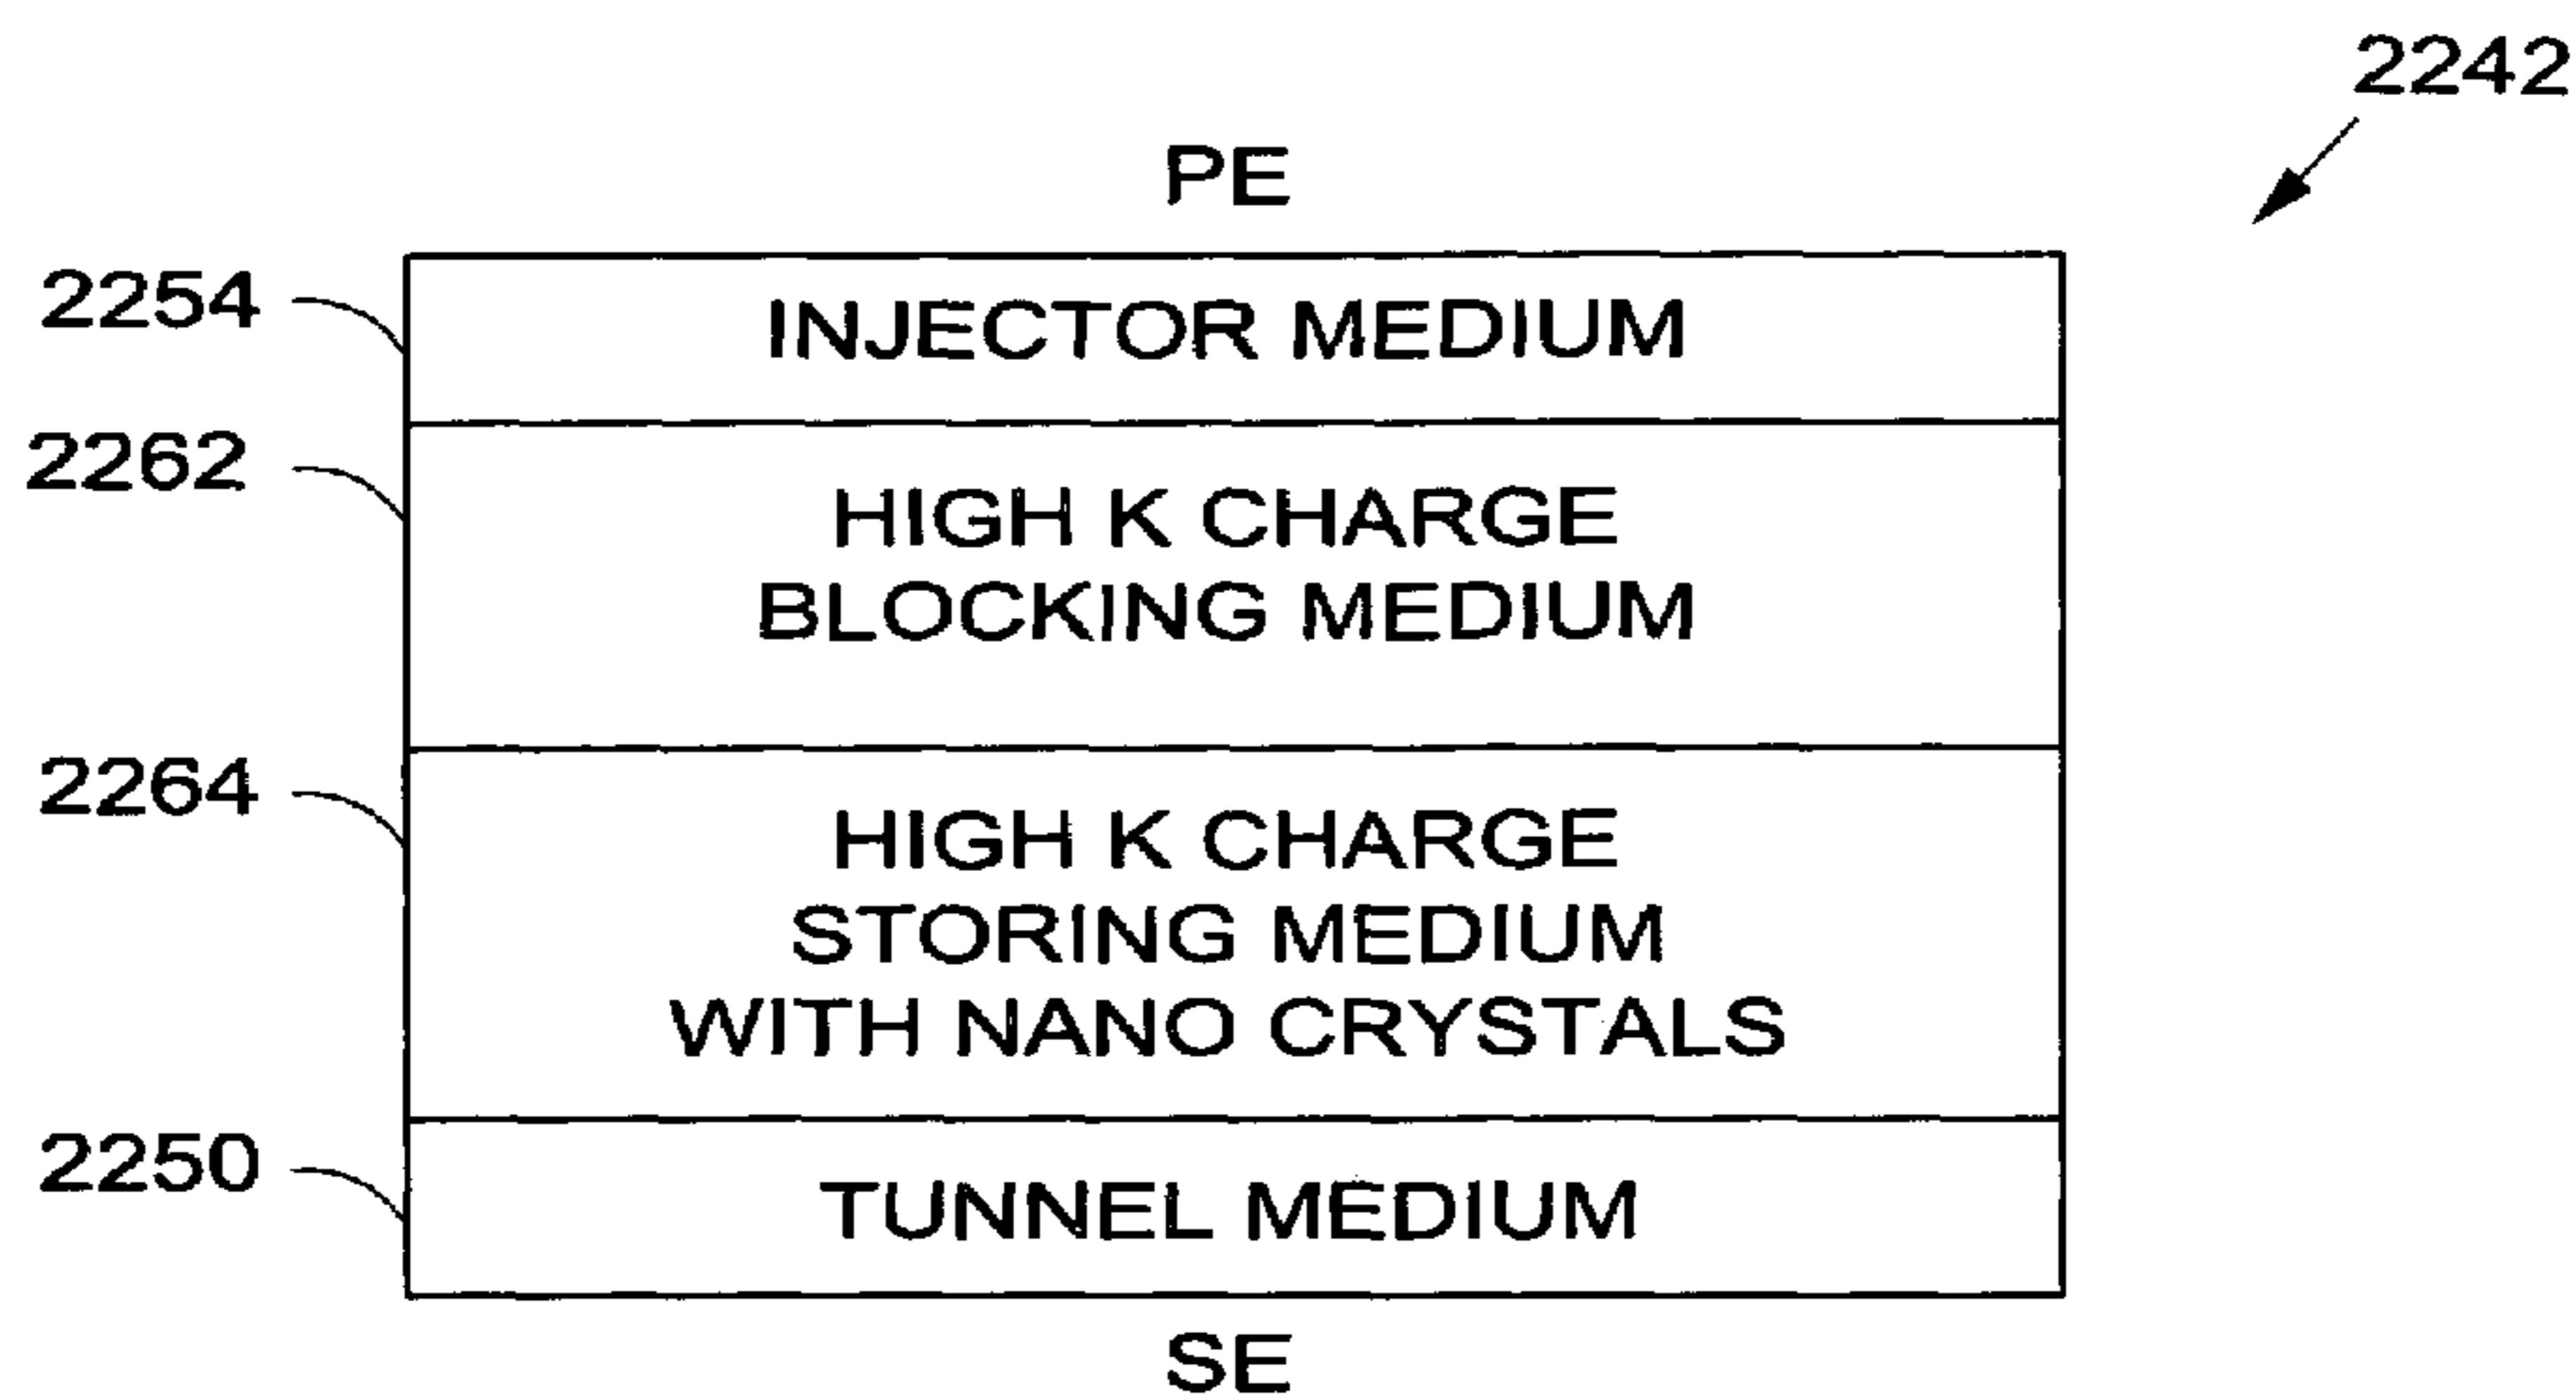 2242
PE
2254
INJECTOR MEDIUM
2262
HIGH K CHARGE
BLOCKING MEDIUM
2264
HIGH K CHARGE
STORING MEDIUM
WITH NANO CRYSTALS
2250
TUNNEL MEDIUM
SE